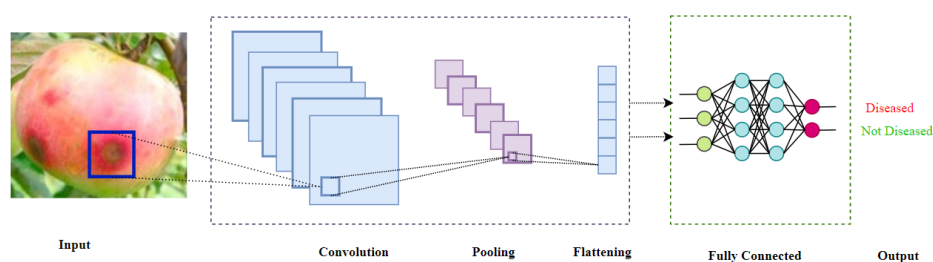 Diseased
Not Diseased
Input
Convolution
Pooling
Flattening
Fully Connected
Output